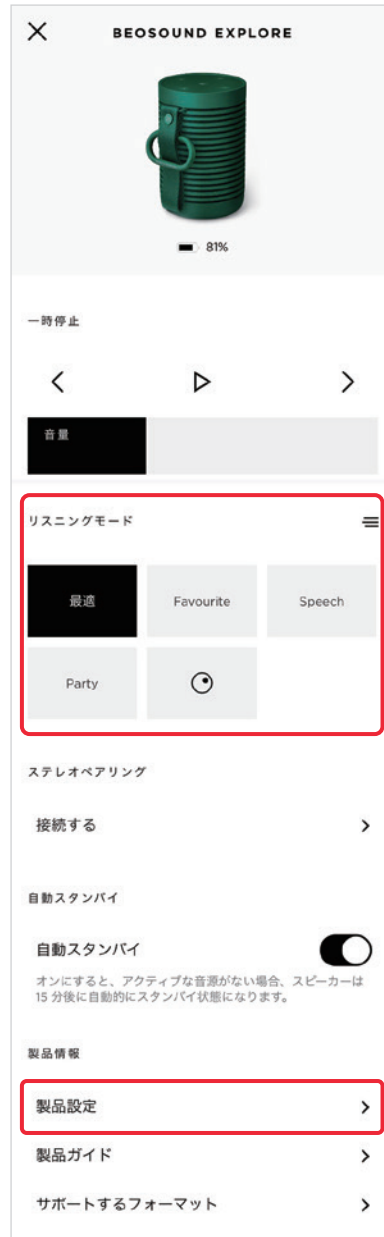 BEOSOUND EXPLORE
81%
一時停止
音量
リスニングモード
最適
Favourite
Speech
Party
ステレオペアリング
接続する
自動スタンバイ
自動スタンバイ
オンにすると、アクティブな音源がない場合、スピーカーは
15 分後に自動的にスタンバイ状態になります。
製品情報
製品設定
製品ガイド
サポートするフォーマット